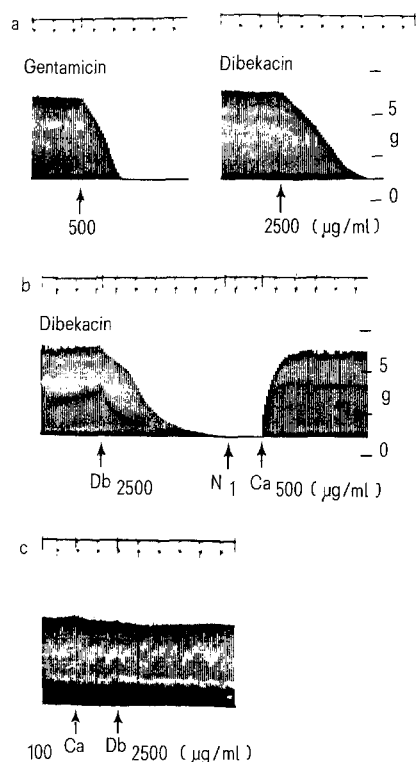 a
Gentamicin Dibekacin
5
g
0
500 2500 (μg/ml)
b
Dibekacin
5
g
0
Db 2500 N 1 Ca 500 (μg/ml)
c
100 Ca Db 2500 (μg/ml)